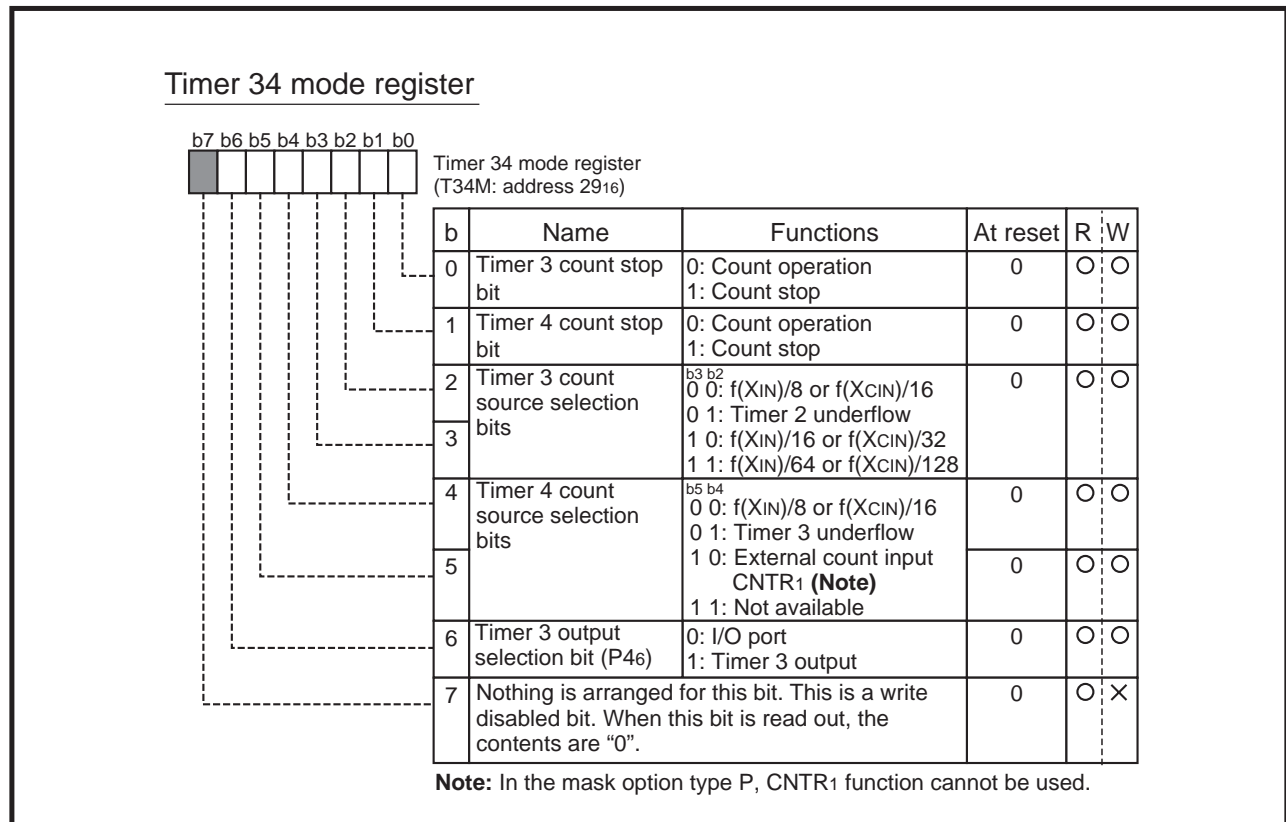 Timer 34 mode register
b7 b6 b5 b4 b3 b2 b1 b0
Timer 34 mode register
(T34M: address 2916)
b Name Functions At reset R W
0 Timer 3 count stop bit 0: Count operation 0 O O
1: Count stop
1 Timer 4 count stop bit 0: Count operation 0 O O
1: Count stop
2 Timer 3 count source selection bits b3 b2 0 O O
0 0: f(XIN)/8 or f(XCIN)/16
0 1: Timer 2 underflow
3 1 0: f(XIN)/16 or f(XCIN)/32
1 1: f(XIN)/64 or f(XCIN)/128
4 Timer 4 count source selection bits b5 b4 0 O O
0 0: f(XIN)/8 or f(XCIN)/16
0 1: Timer 3 underflow
5 1 0: External count input 0 O O
CNTR1 (Note)
1 1: Not available
6 Timer 3 output selection bit (P46) 0: I/O port 0 O O
1: Timer 3 output
7 Nothing is arranged for this bit. This is a write 0 O ×
disabled bit. When this bit is read out, the
contents are “0”.
Note: In the mask option type P, CNTR1 function cannot be used.